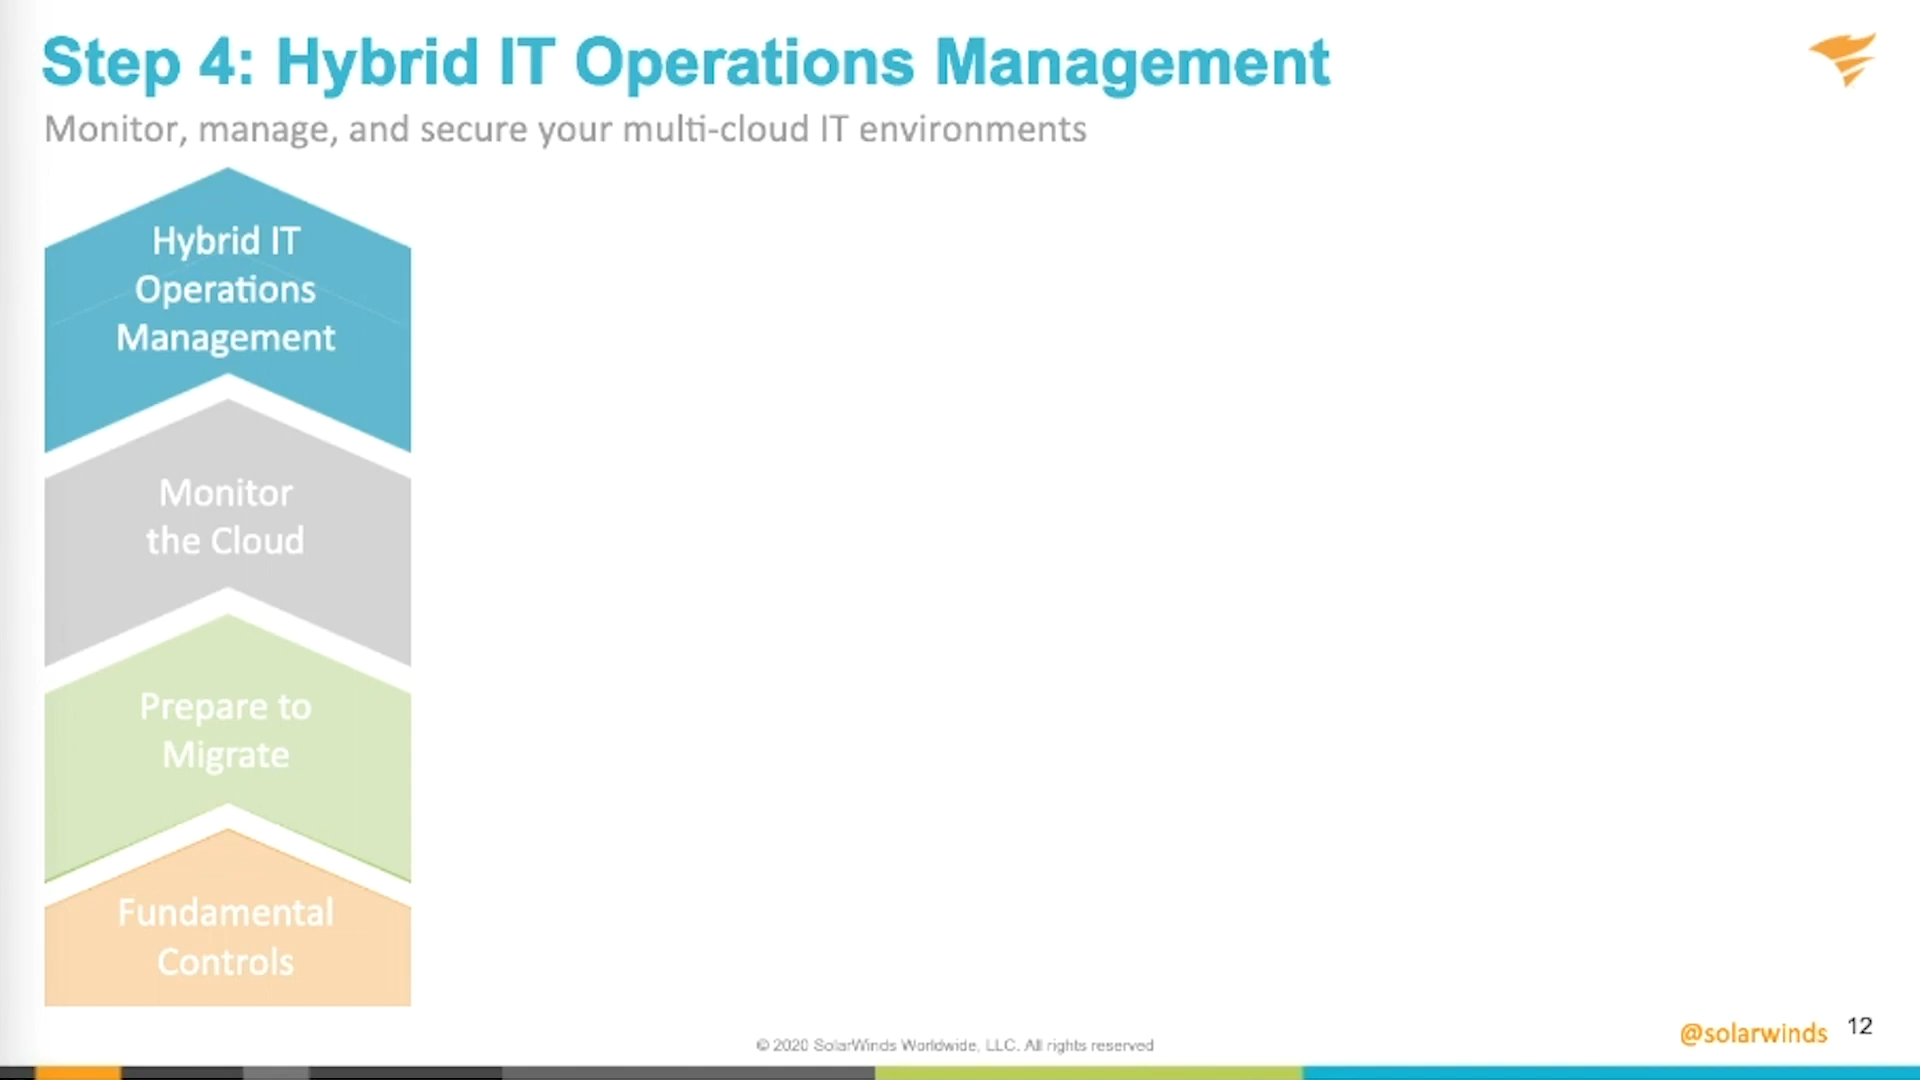 Step 4: Hybrid IT Operations Management
Monitor, manage, and secure your multi-cloud IT environments
Hybrid IT
Operations
Management
Monitor
the Cloud
Prepare to
Migrate
Fundamental
Controls
© 2020 SolarWinds Worldwide, LLC. All rights reserved
@solarwinds
12